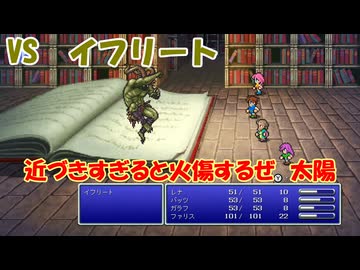 VS イフリート
近づきすぎると火傷するぜ 太陽
イフリート
レナ 51/ 51 10
バッツ 53/ 53 8
ガラフ 53/ 53 8
ファリス 101/ 101 22